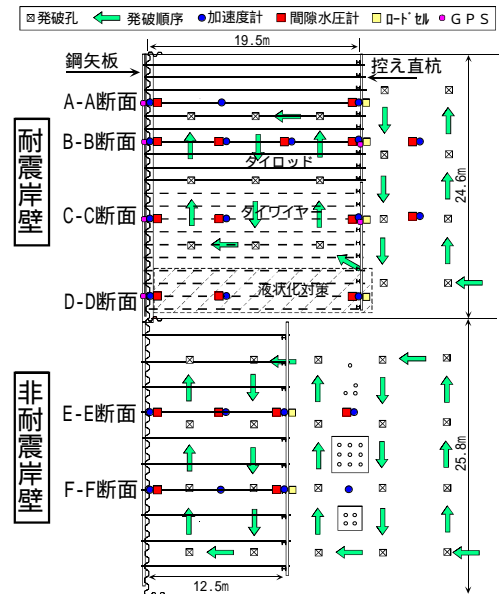 発破孔 発破順序 加速度計 間隙水圧計 ロードセル GPS
19.5m
鋼矢板
控え直杭
A-A断面
B-B断面
タイロッド
耐震岸壁
24.6m
C-C断面
タイワイヤー
液状化対策
D-D断面
非耐震岸壁
E-E断面
25.8m
F-F断面
12.5m